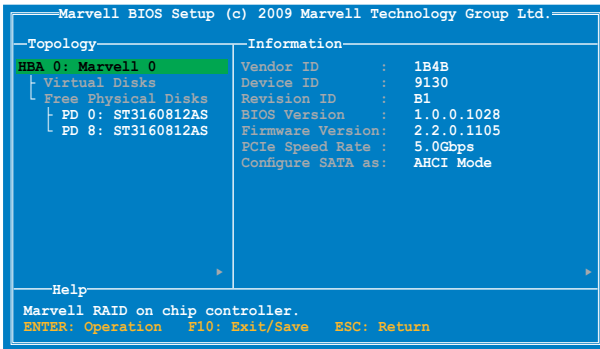 Marvell BIOS Setup (c) 2009 Marvell Technology Group Ltd.
Topology
HBA 0: Marvell 0
Virtual Disks
Free Physical Disks
PD 0: ST3160812AS
PD 8: ST3160812AS
Information
Vendor ID : 1B4B
Device ID : 9130
Revision ID : B1
BIOS Version : 1.0.0.1028
Firmware Version: 2.2.0.1105
PCIe Speed Rate : 5.0Gbps
Configure SATA as: AHCI Mode
Help
Marvell RAID on chip controller.
ENTER: Operation F10: Exit/Save ESC: Return